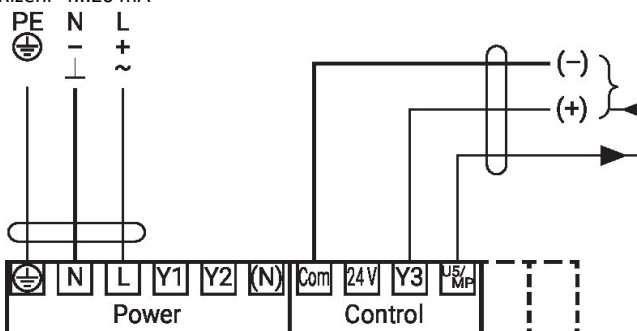 PE N L
- +
⊥ ~
(-)
(+)
N L Y1 Y2 (N) Com 24V Y3 U5/MP
Power Control